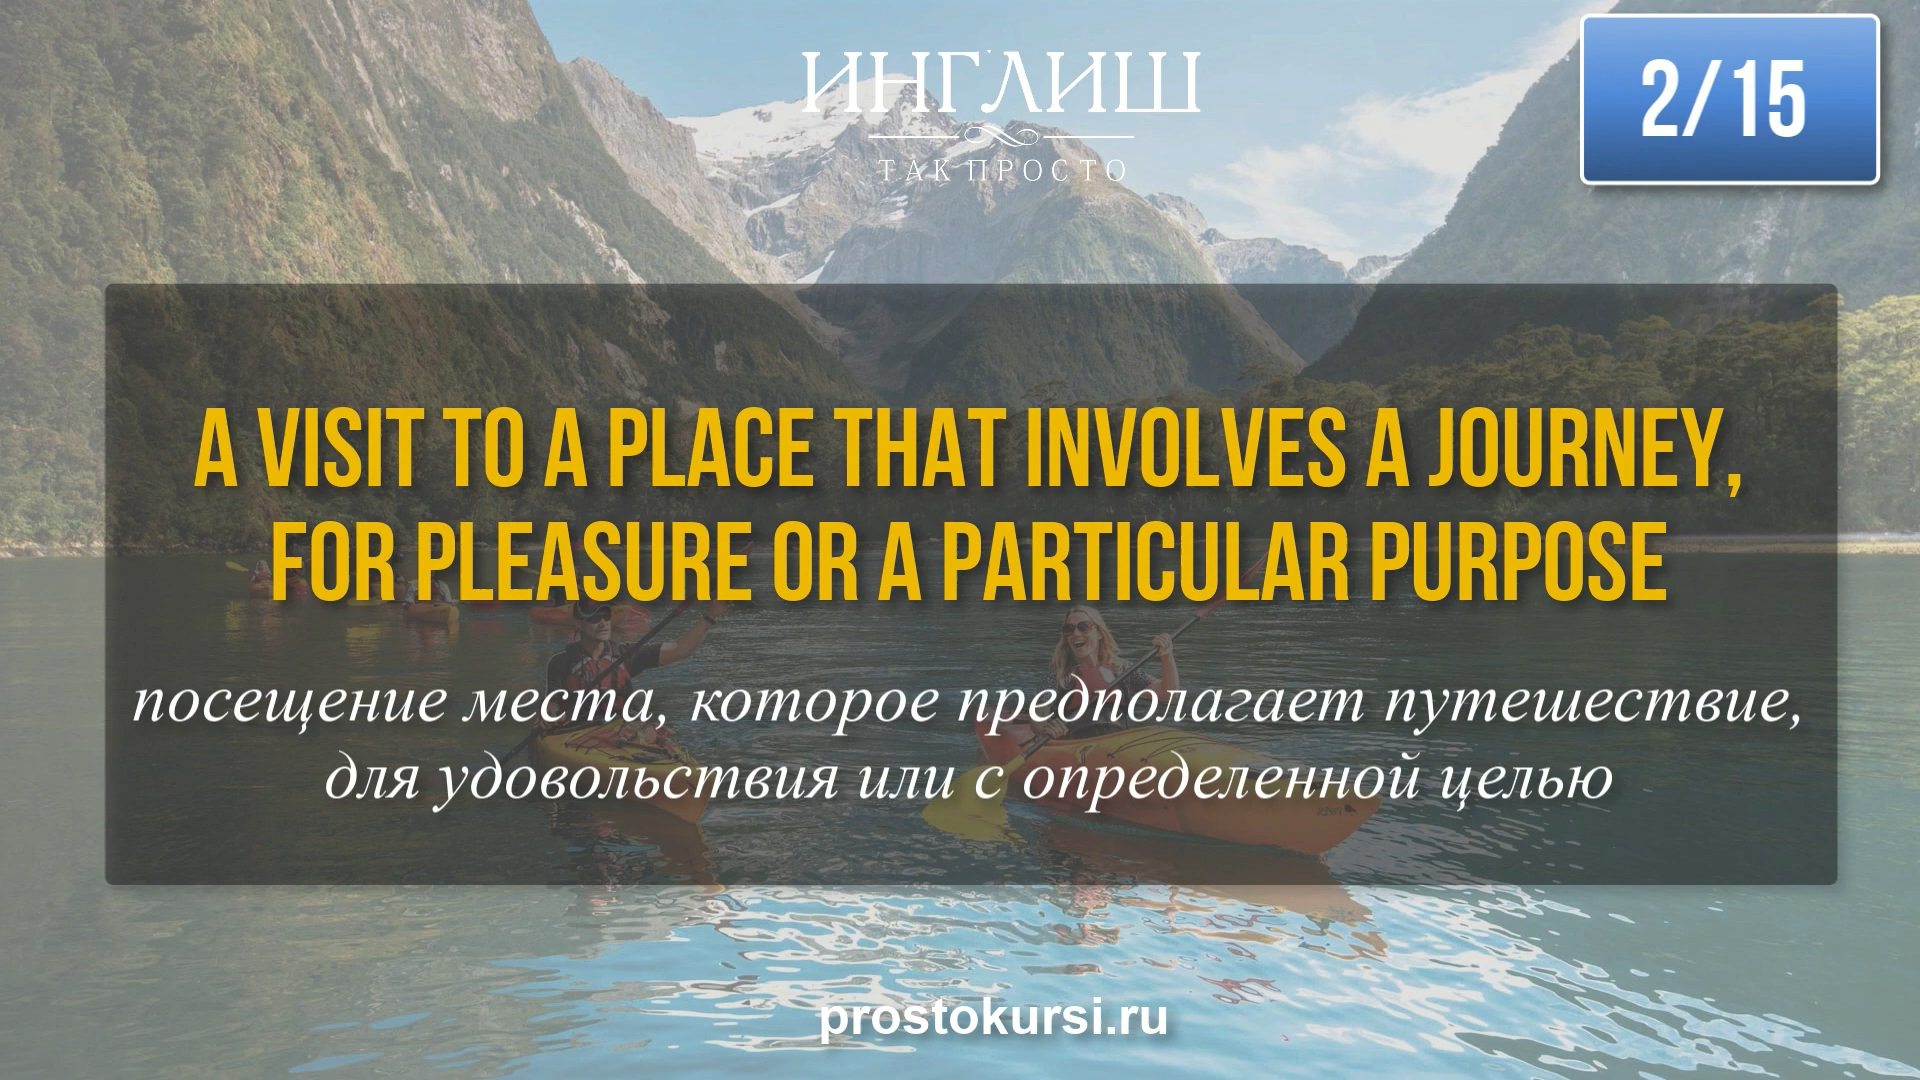 ИНГЛИШ
ТАК ПРОСТО
2/15
A VISIT TO A PLACE THAT INVOLVES A JOURNEY,
FOR PLEASURE OR A PARTICULAR PURPOSE
посещение места, которое предполагает путешествие,
для удовольствия или с определенной целью
prostokursi.ru